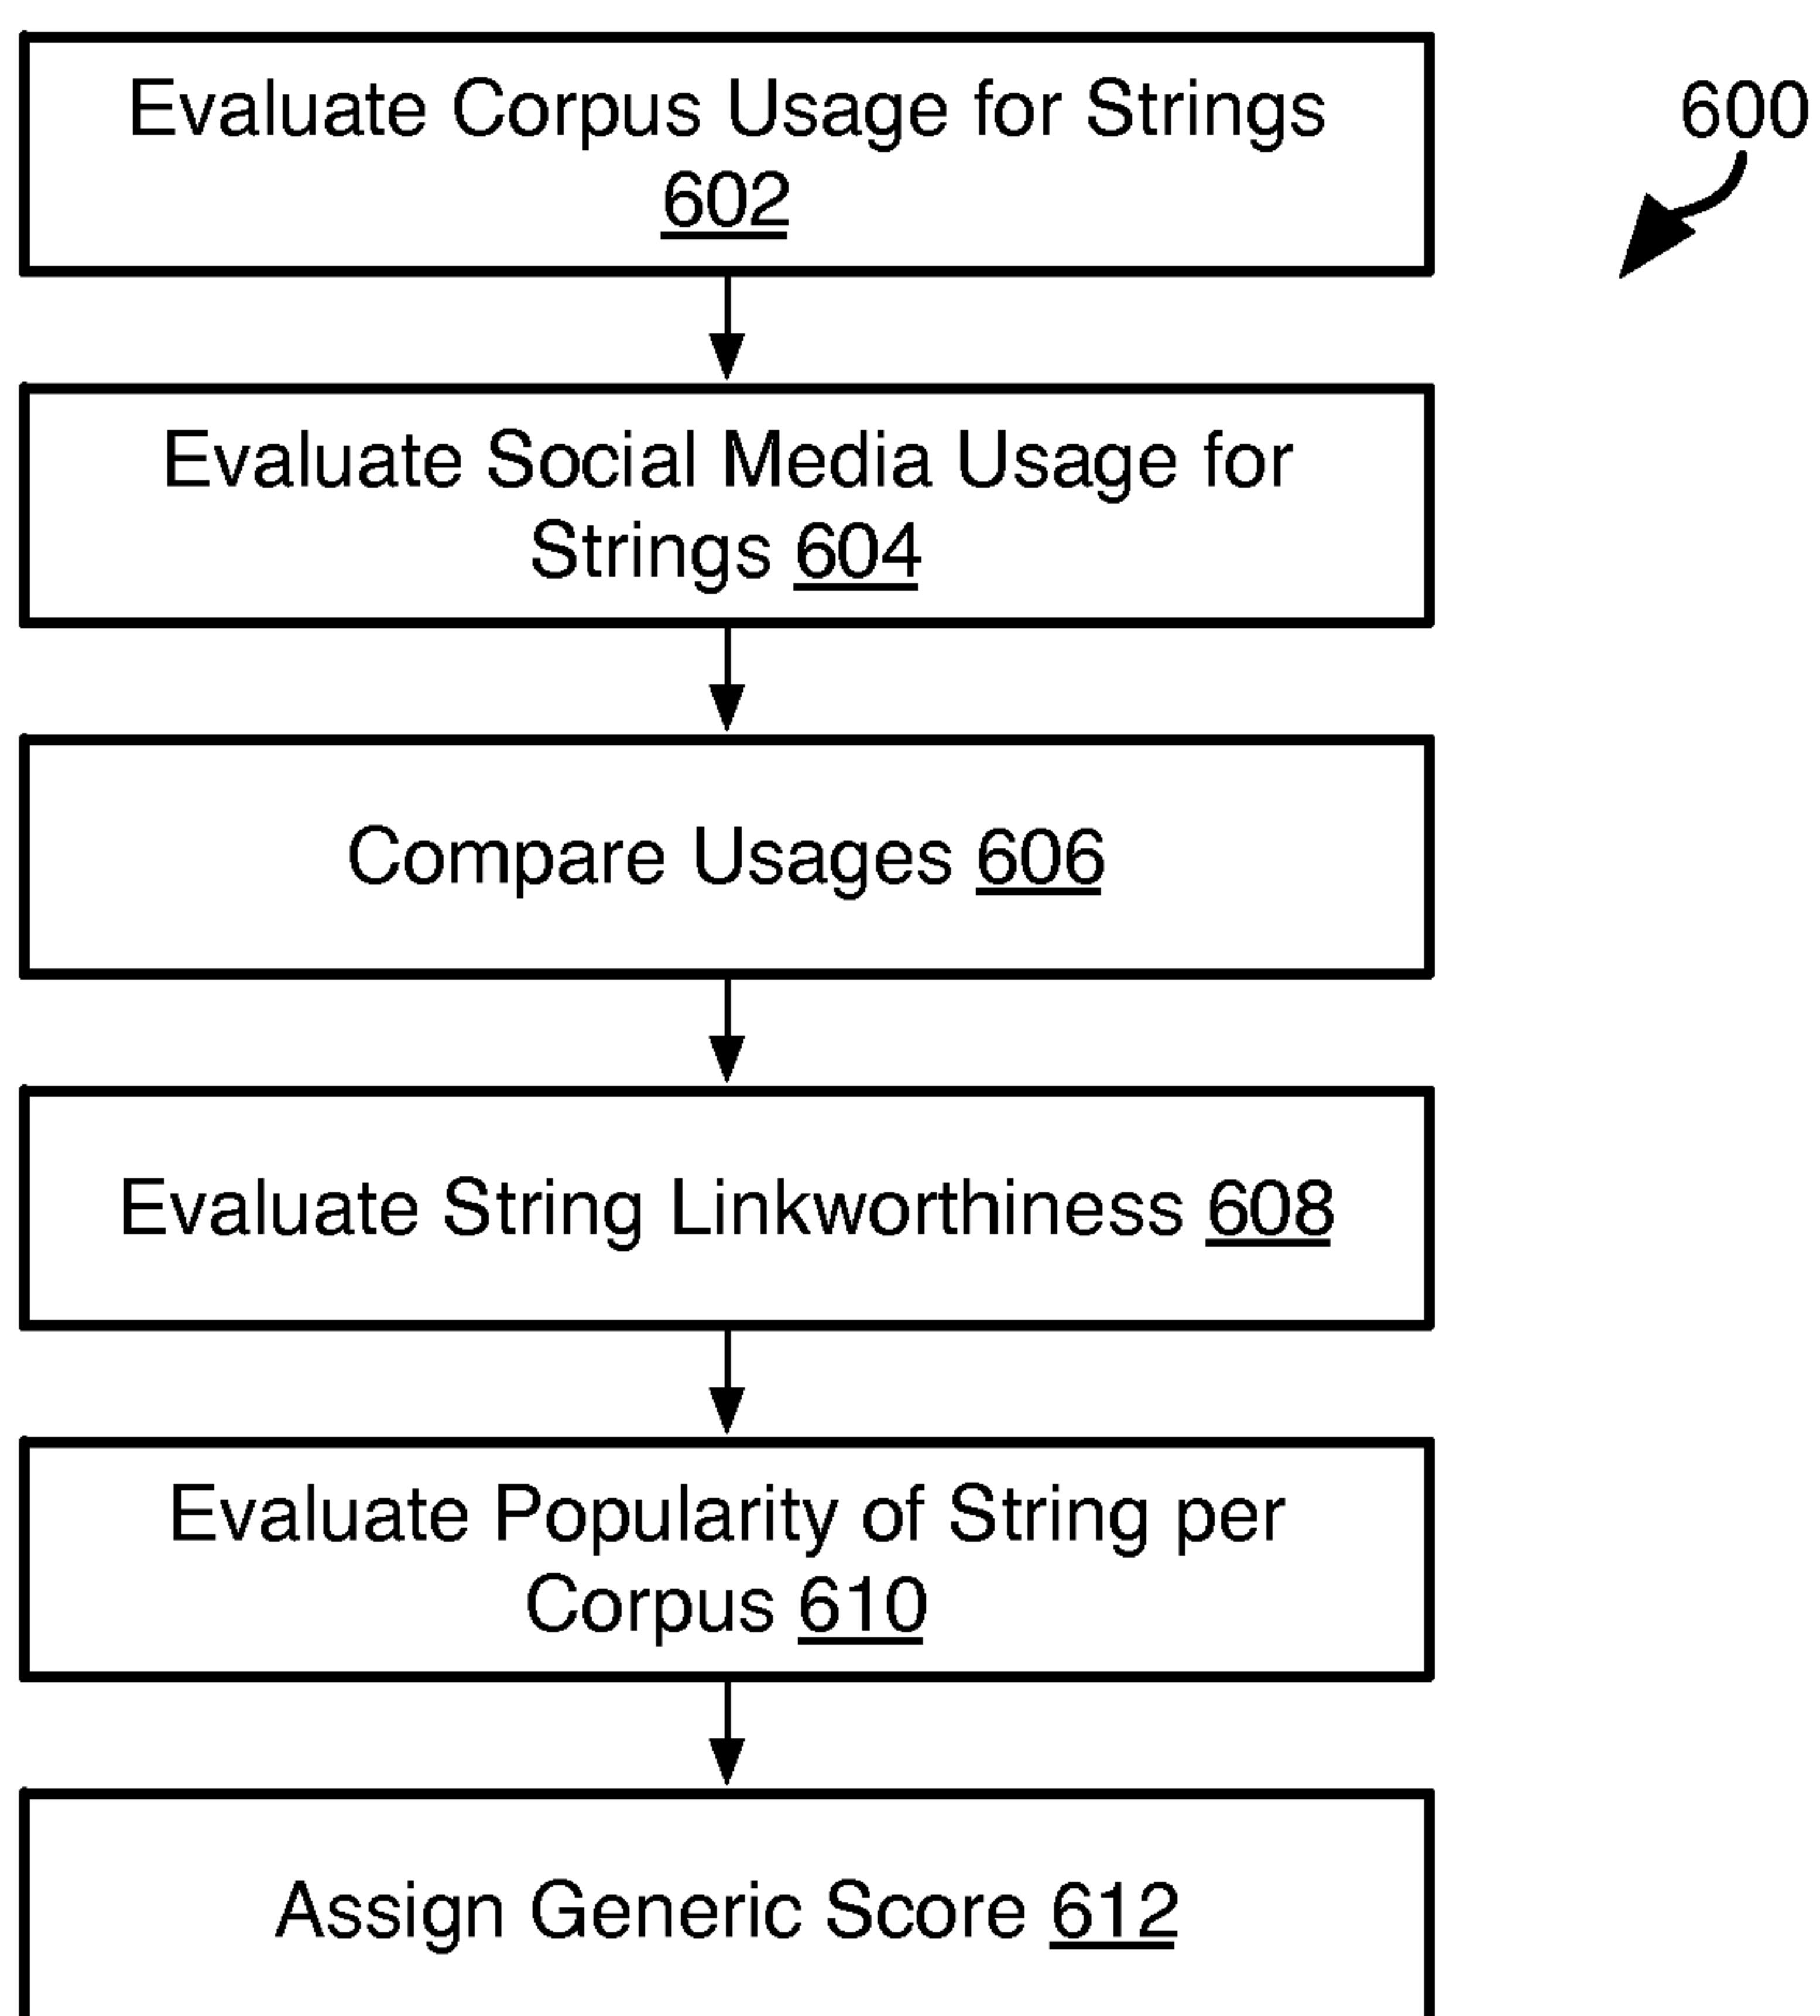 Evaluate Corpus Usage for Strings
602
600
Evaluate Social Media Usage for
Strings 604
Compare Usages 606
Evaluate String Linkworthiness 608
Evaluate Popularity of String per
Corpus 610
Assign Generic Score 612